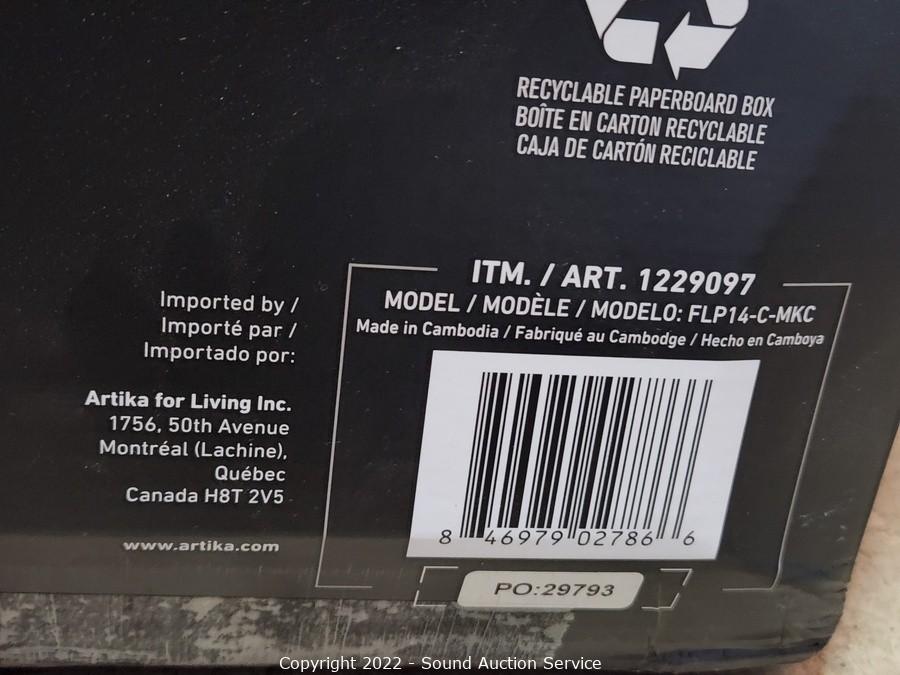 RECYCLABLE PAPERBOARD BOX
BOÎTE EN CARTON RECYCLABLE
CAJA DE CARTÓN RECICLABLE
Imported by /
Importé par /
Importado por:
Artika for Living Inc.
1756, 50th Avenue
Montréal (Lachine),
Québec
Canada H8T 2V5
www.artika.com
ITM. / ART. 1229097
MODEL / MODÈLE / MODELO: FLP14-C-MKC
Made in Cambodia / Fabriqué au Cambodge / Hecho en Camboya
8 46979 02786 6
PO:29793
Copyright 2022 - Sound Auction Service